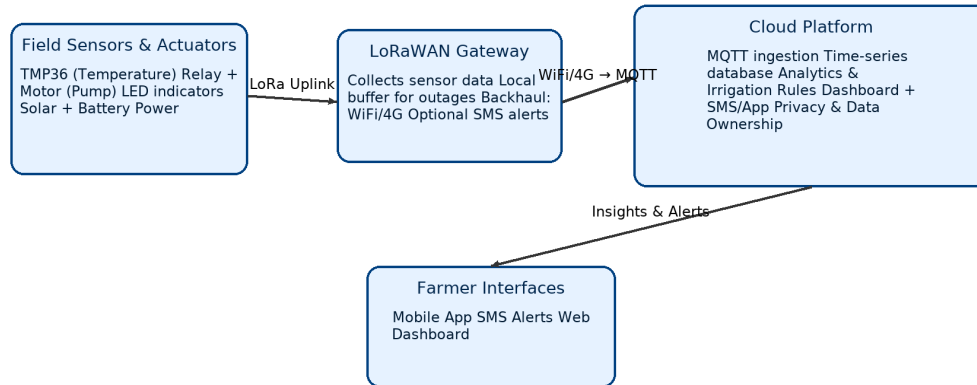 Field Sensors & Actuators
TMP36 (Temperature) Relay +
Motor (Pump) LED indicators
Solar + Battery Power
LoRa Uplink
LoRaWAN Gateway
Collects sensor data Local
buffer for outages Backhaul:
WiFi/4G Optional SMS alerts
WiFi/4G → MQTT
Cloud Platform
MQTT ingestion Time-series
database Analytics &
Irrigation Rules Dashboard +
SMS/App Privacy & Data
Ownership
Insights & Alerts
Farmer Interfaces
Mobile App SMS Alerts Web
Dashboard